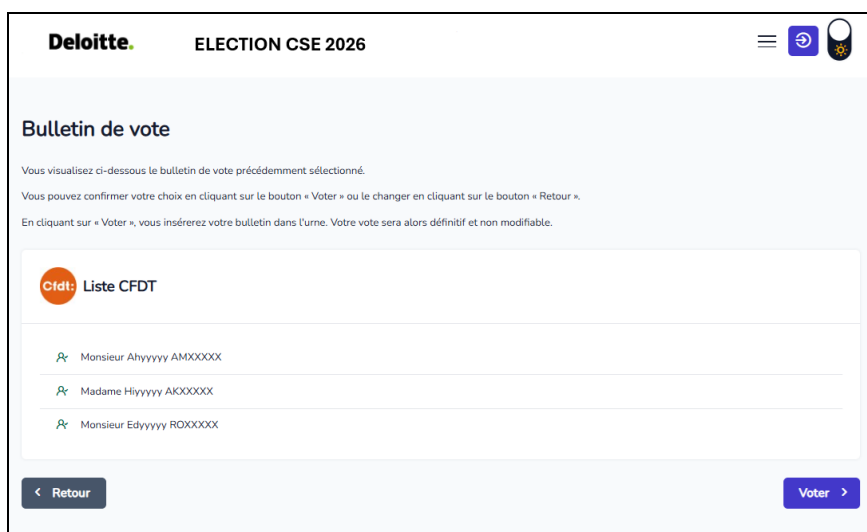 Deloitte.
ELECTION CSE 2026
Bulletin de vote
Vous visualisez ci-dessous le bulletin de vote précédemment sélectionné.
Vous pouvez confirmer votre choix en cliquant sur le bouton « Voter » ou le changer en cliquant sur le bouton « Retour ».
En cliquant sur « Voter », vous insérerez votre bulletin dans l'urne. Votre vote sera alors définitif et non modifiable.
Cfdt: Liste CFDT
Monsieur Ahyyyyy AMXXXXX
Madame Hiyyyyy AKXXXXX
Monsieur Edyyyyy ROXXXXX
Retour
Voter